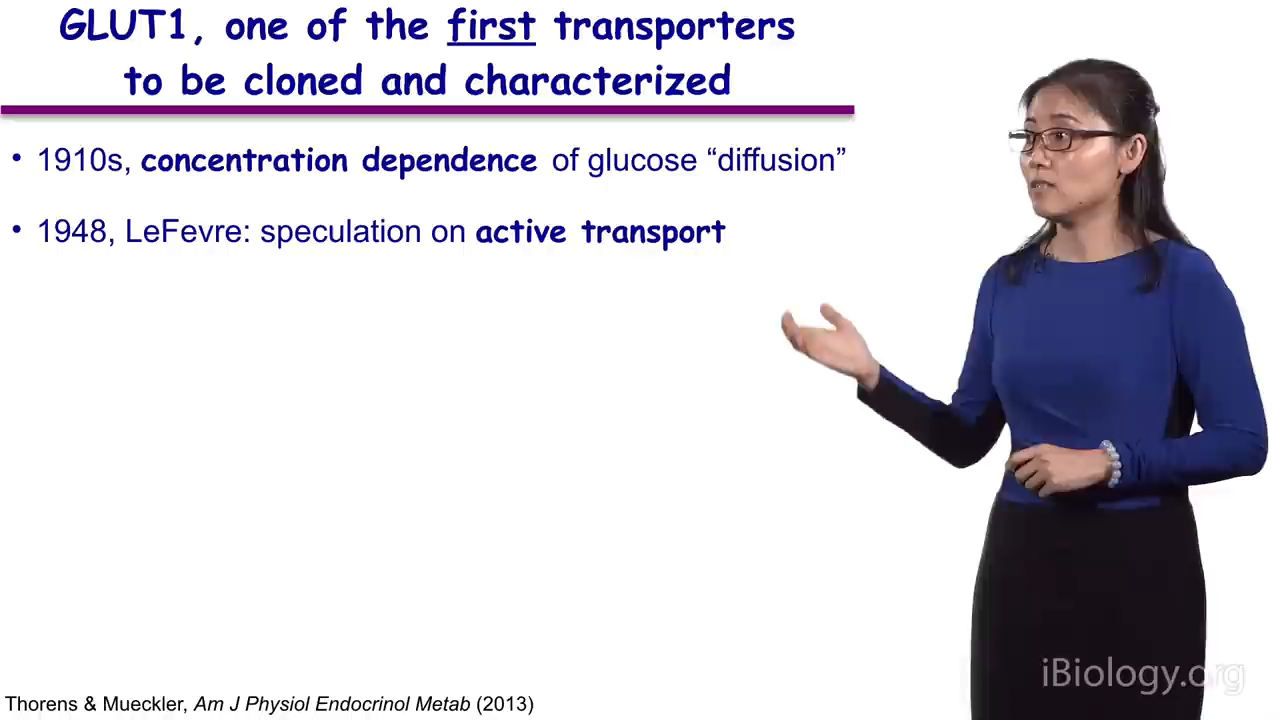 GLUT1, one of the first transporters
to be cloned and characterized
• 1910s, concentration dependence of glucose “diffusion”
• 1948, LeFevre: speculation on active transport
Thorens & Mueckler, Am J Physiol Endocrinol Metab (2013)
iBiology.org